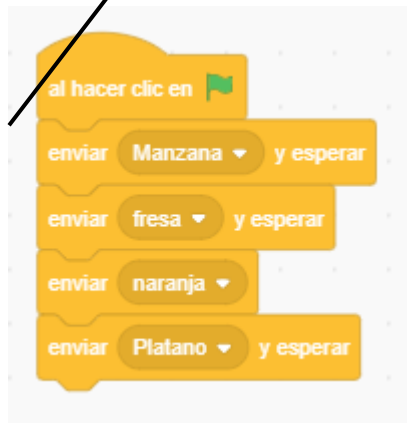 al hacer clic en
enviar Manzana y esperar
enviar fresa y esperar
enviar naranja
enviar Platano y esperar